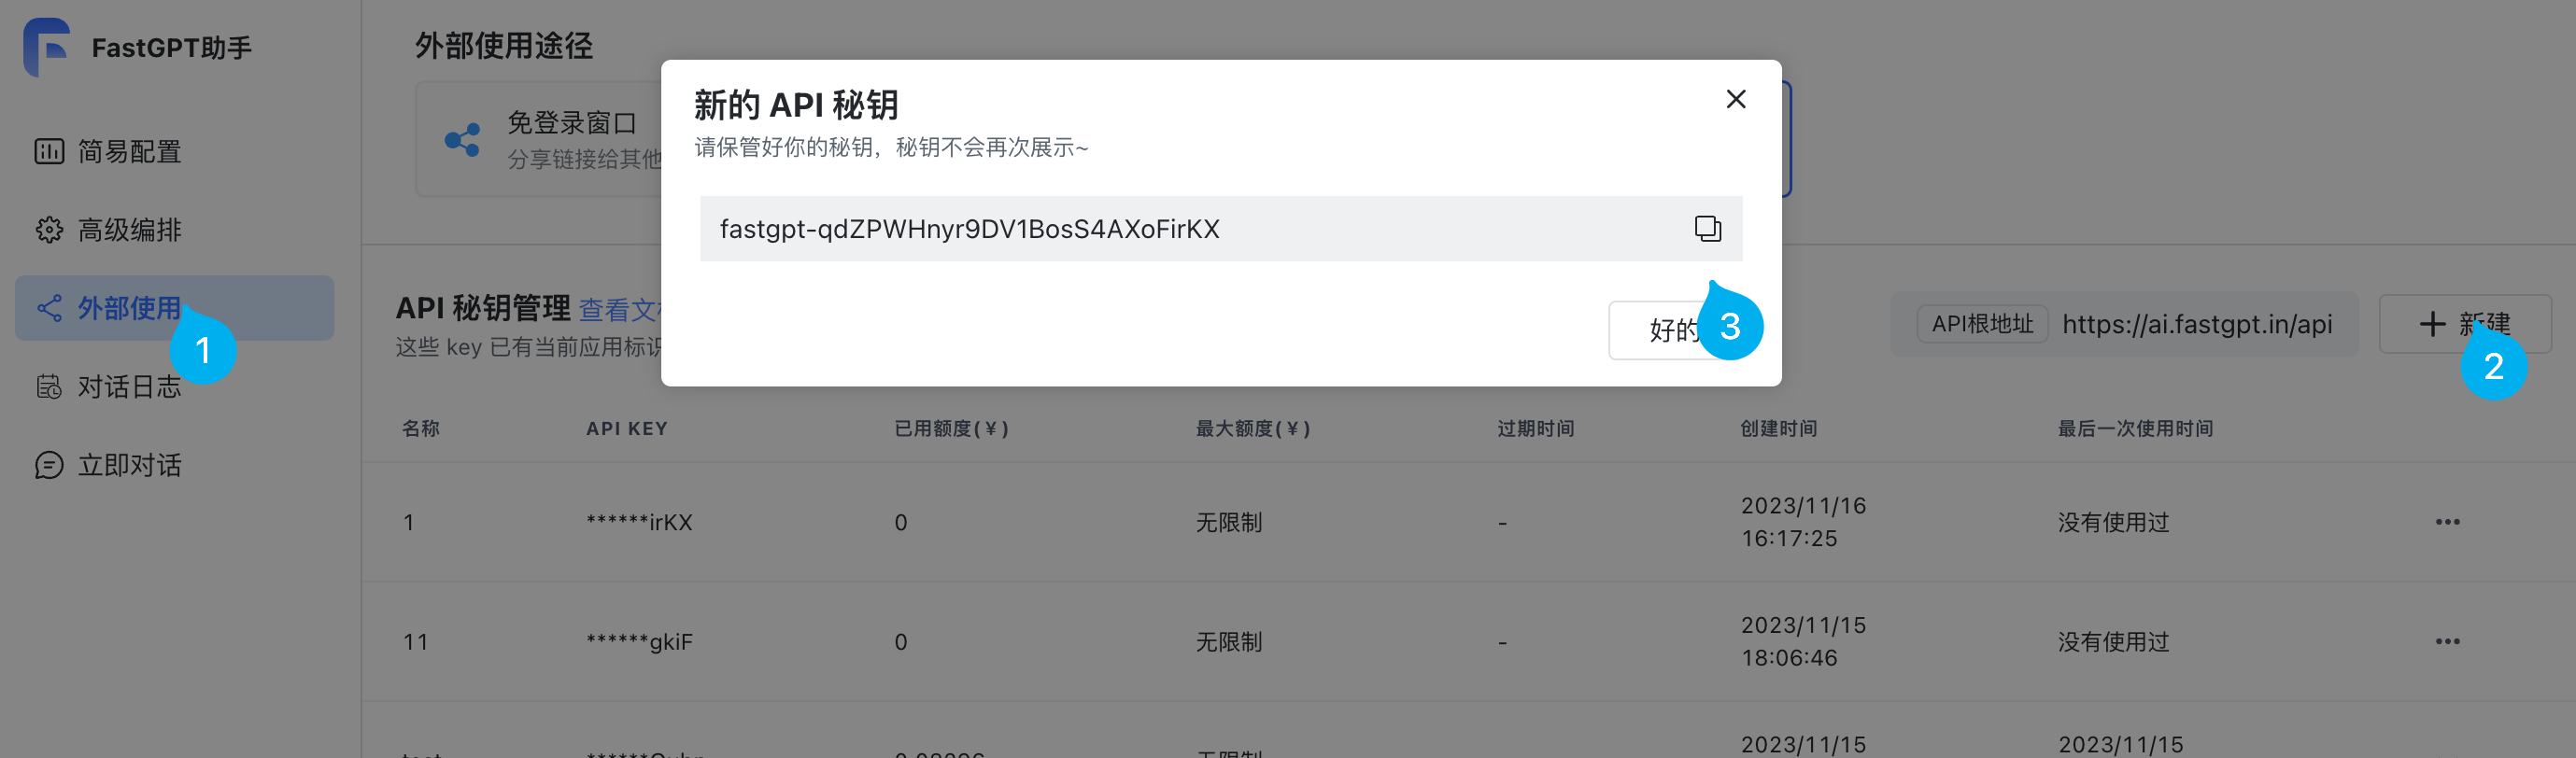 FastGPT助手
简易配置
高级编排
外部使用
1
对话日志
立即对话
外部使用途径
免登录窗口
分享链接给其他
新的 API 秘钥
请保管好你的秘钥，秘钥不会再次展示~
fastgpt-qdZPWHnyr9DV1BosS4AXoFirKX
好的
3
API 秘钥管理 查看文
这些 key 已有当前应用标识
API根地址 https://ai.fastgpt.in/api
新建
2
名称 API KEY 已用额度(¥) 最大额度(¥) 过期时间 创建时间 最后一次使用时间
1 ******irKX 0 无限制 - 2023/11/16 16:17:25 没有使用过
11 ******gkiF 0 无限制 - 2023/11/15 18:06:46 没有使用过
2023/11/15 2023/11/15